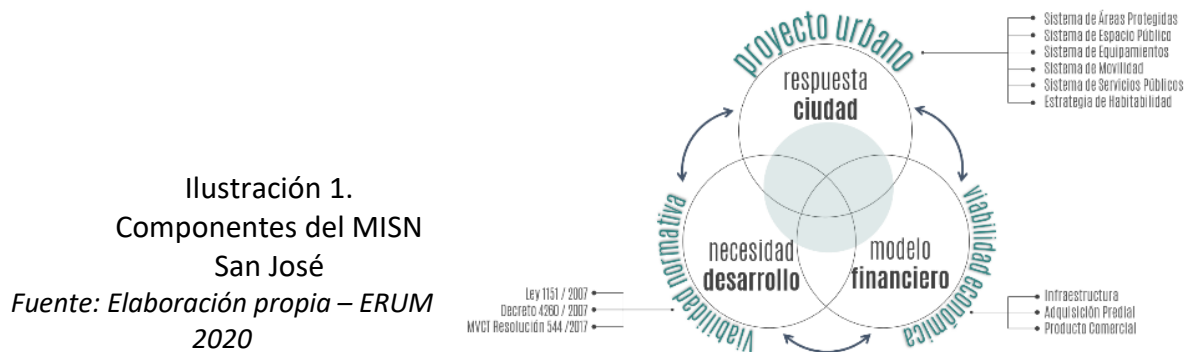 Ilustración 1.
Componentes del MISN
San José
Fuente: Elaboración propia – ERUM
2020
proyecto urbano
respuesta
ciudad
Sistema de Áreas Protegidas
Sistema de Espacio Público
Sistema de Equipamientos
Sistema de Movilidad
Sistema de Servicios Públicos
Estrategia de Habitabilidad
Viabilidad normativa
necesidad
desarrollo
Ley 1151 / 2007
Decreto 4260 / 2007
MVCT Resolución 544 /2017
modelo
financiero
viabilidad económica
Infraestructura
Adquisición Predial
Producto Comercial